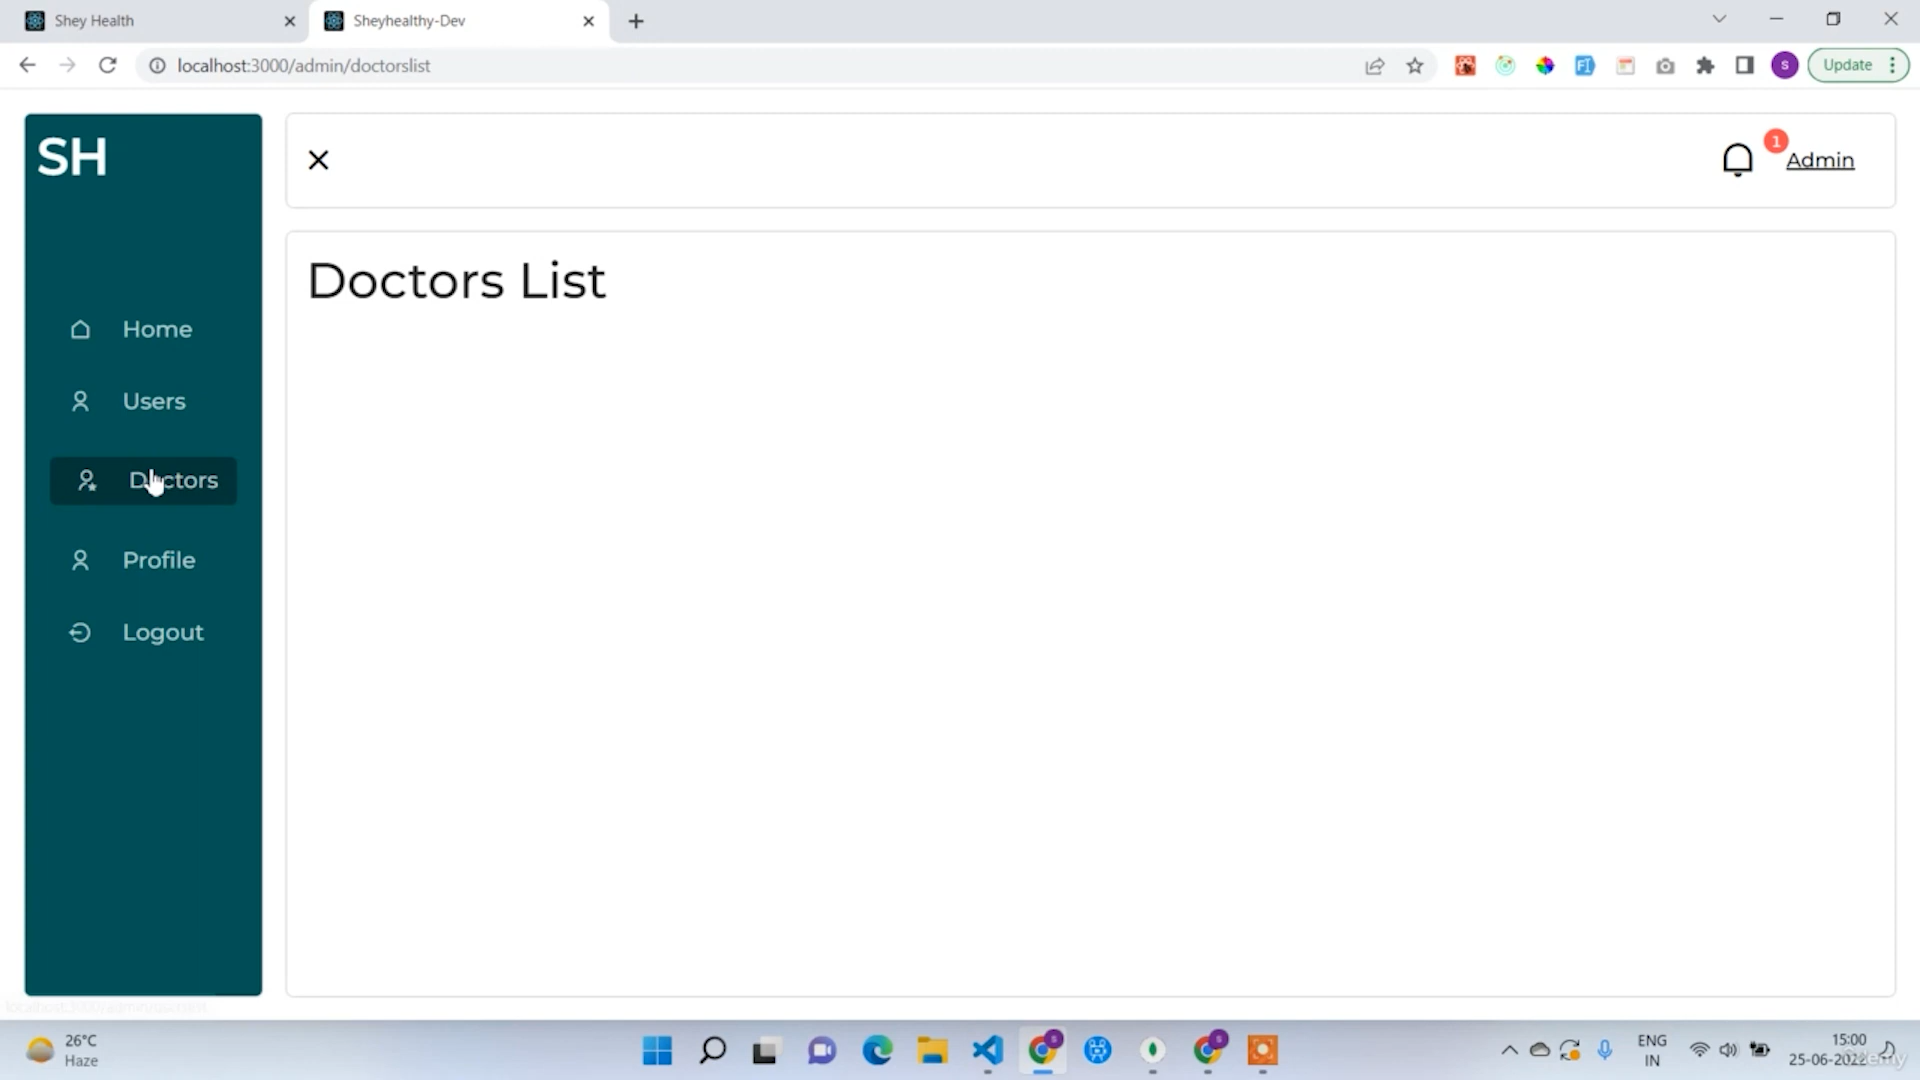 Shey Health
Sheyhealthy-Dev
localhost:3000/admin/doctorslist
S
Update
SH
1
Admin
Doctors List
Home
Users
Doctors
Profile
Logout
26°C
Haze
ENG
IN
15:00
25-06-2022